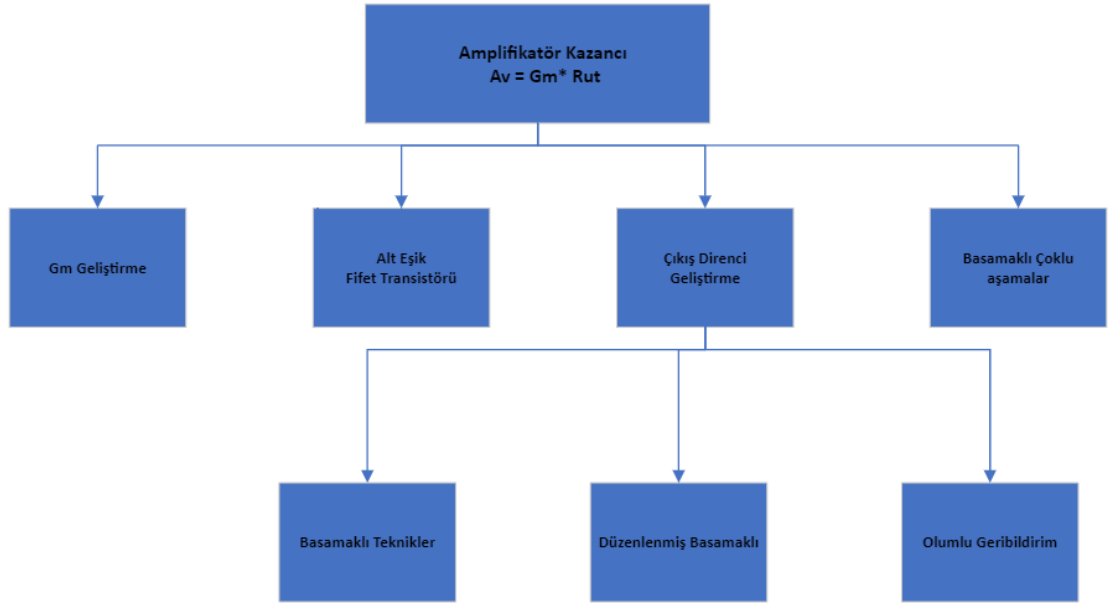 Amplifikatör Kazancı
Av = Gm* Rut
Gm Geliştirme
Alt Eşik
Fifet Transistörü
Çıkış Direnci
Geliştirme
Basamaklı Çoklu
aşamalar
Basamaklı Teknikler
Düzenlenmiş Basamaklı
Olumlu Geribildirim